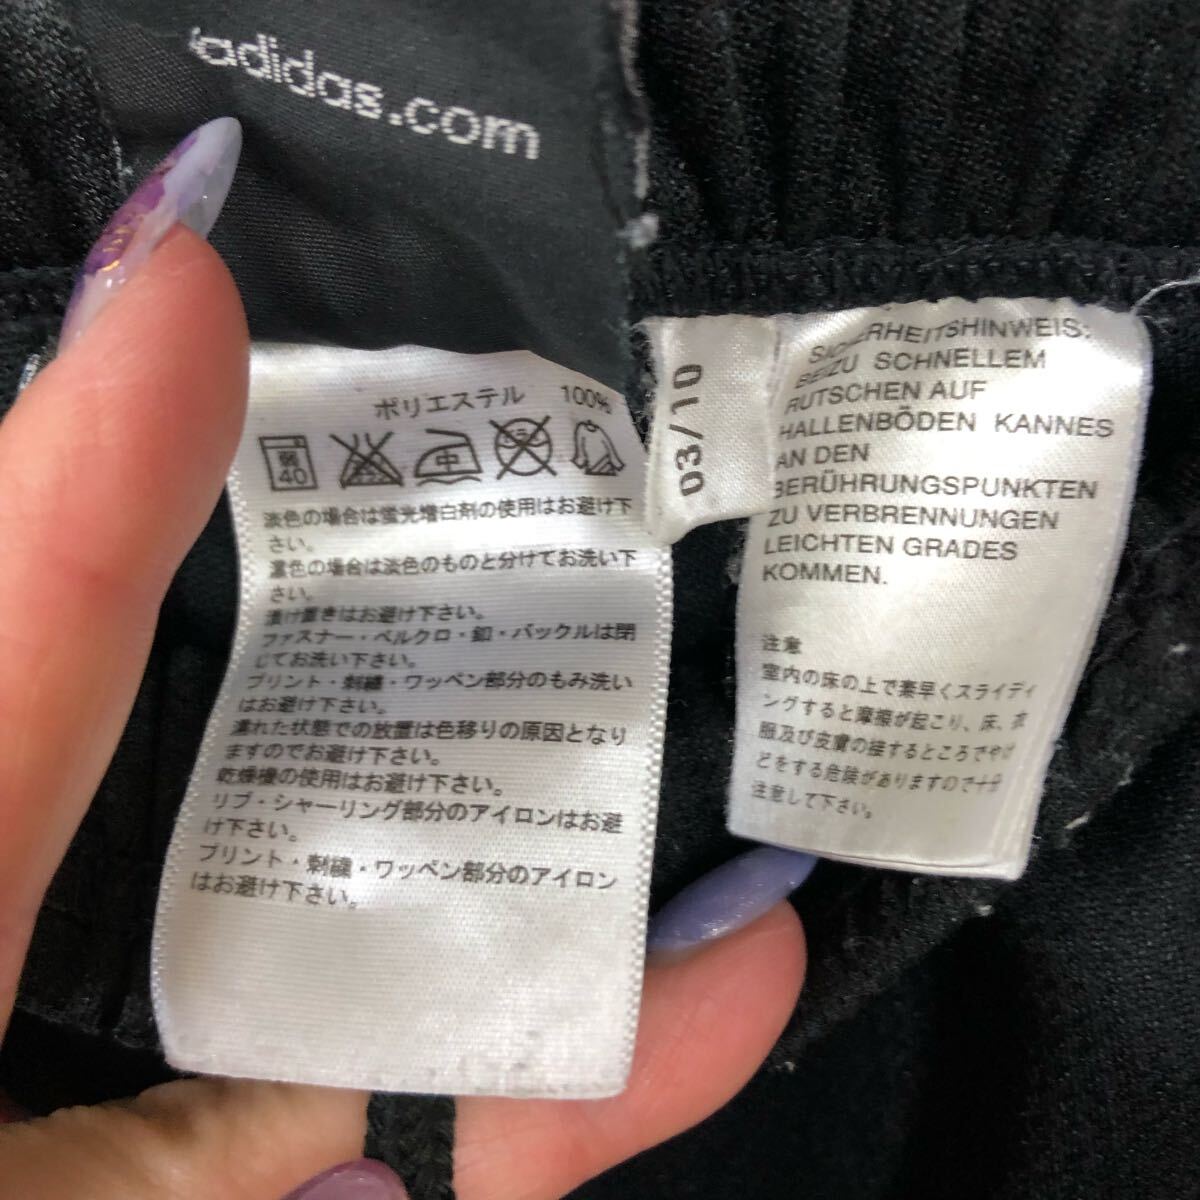 adidas.com
ポリエステル 100%
弱
40
エンソ
サラシ
中
ドライ
淡色の場合は蛍光増白剤の使用はお避け下
さい。
濃色の場合は淡色のものと分けてお洗い下
さい。
漬け置きはお避け下さい。
ファスナー・ベルクロ・釦・バックルは閉
じてお洗い下さい。
プリント・刺繍・ワッペン部分のもみ洗い
はお避け下さい。
濡れた状態での放置は色移りの原因となり
ますのでお避け下さい。
乾燥機の使用はお避け下さい。
リブ・シャーリング部分のアイロンはお避
け下さい。
プリント・刺繍・ワッペン部分のアイロン
はお避け下さい。
03/10
SICHERHEITSHINWEIS:
BEIZU SCHNELLEM
RUTSCHEN AUF
HALLENBÖDEN KANNES
AN DEN
BERÜHRUNGSPUNKTEN
ZU VERBRENNUNGEN
LEICHTEN GRADES
KOMMEN.
注意
室内の床の上で素早くスライディ
ングすると摩擦が起こり、床、衣
服及び皮膚の接するところでやけ
どをする危険がありますので十分
注意して下さい。